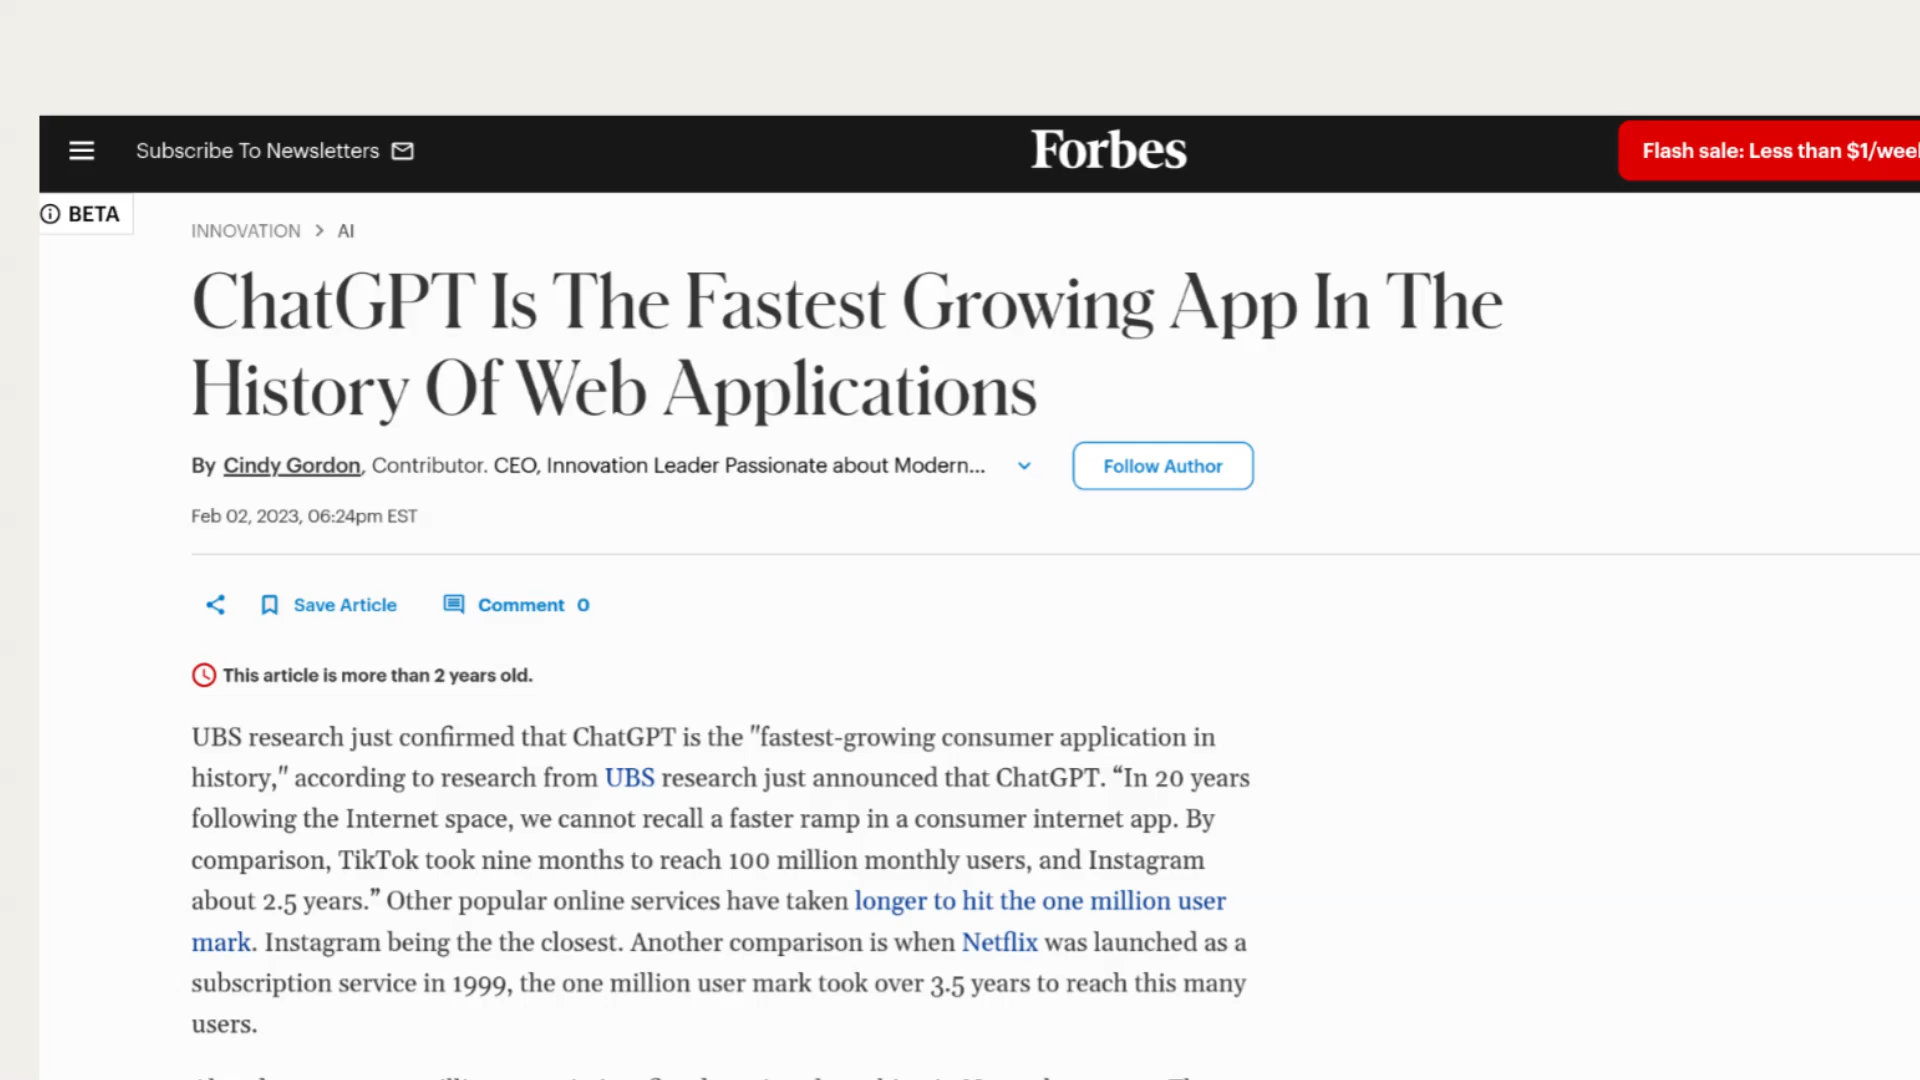 Subscribe To Newsletters
Forbes
Flash sale: Less than $1/week
BETA
INNOVATION > AI
ChatGPT Is The Fastest Growing App In The
History Of Web Applications
By Cindy Gordon, Contributor. CEO, Innovation Leader Passionate about Modern...
Follow Author
Feb 02, 2023, 06:24pm EST
Save Article
Comment 0
This article is more than 2 years old.
UBS research just confirmed that ChatGPT is the "fastest-growing consumer application in
history," according to research from UBS research just announced that ChatGPT. “In 20 years
following the Internet space, we cannot recall a faster ramp in a consumer internet app. By
comparison, TikTok took nine months to reach 100 million monthly users, and Instagram
about 2.5 years.” Other popular online services have taken longer to hit the one million user
mark. Instagram being the the closest. Another comparison is when Netflix was launched as a
subscription service in 1999, the one million user mark took over 3.5 years to reach this many
users.